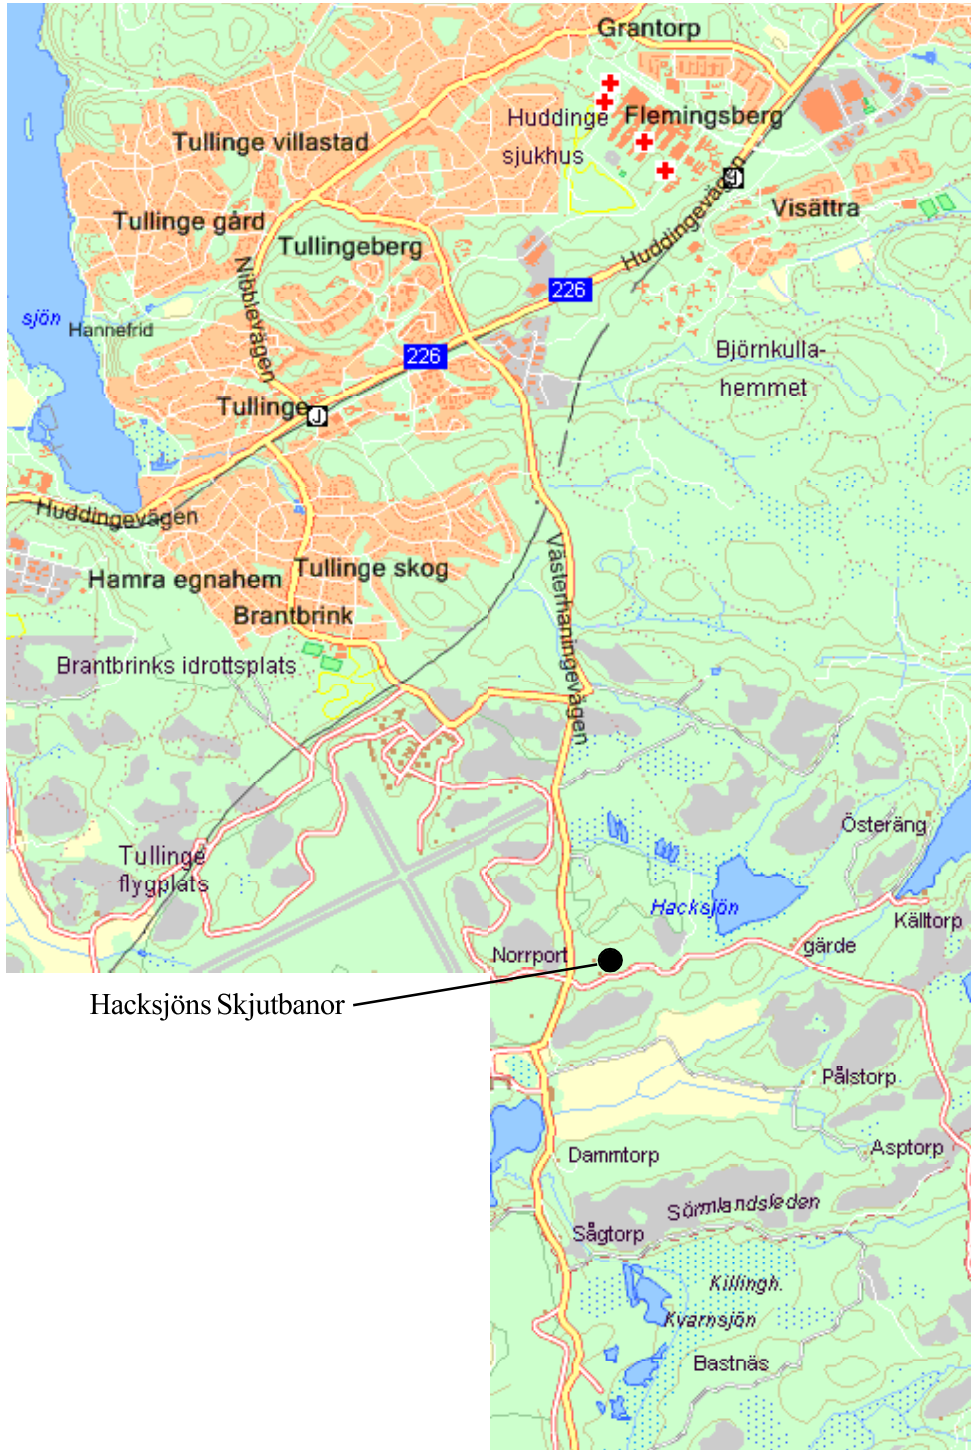 Grantorp
Huddinge
sjukhus
Flemingsberg
Tullinge villastad
J
Huddingevägen
Visättra
Tullinge gård
Tullingeberg
Nibblevägen
226
sjön
Hannefrid
226
Björnkulla-
hemmet
Tullinge
J
Huddingevägen
Västerhaningevägen
Hamra egnahem
Tullinge skog
Brantbrink
Brantbrinks idrottsplats
Tullinge
flygplats
Österäng
Hacksjön
Källtorp
gärde
Norrport
Hacksjöns Skjutbanor
Pålstorp
Asptorp
Dammtorp
Sörmlandsleden
Sågtorp
Killingh.
Kvarnsjön
Bastnäs